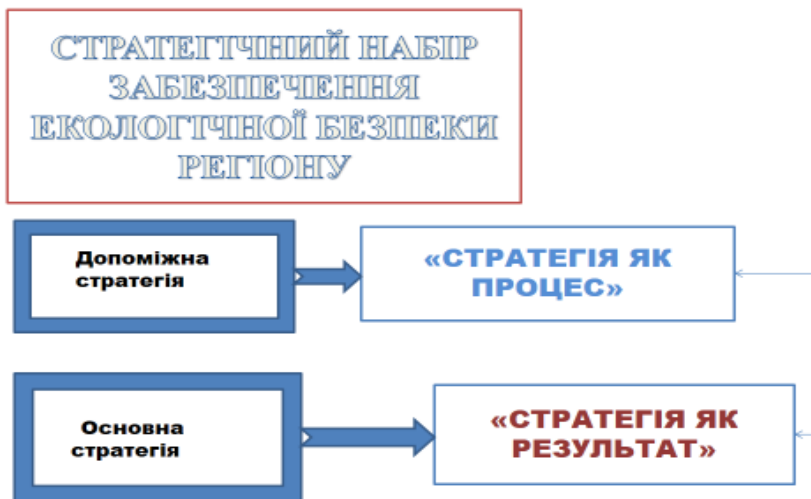 СТРАТЕГІЧНИЙ НАБІР
ЗАБЕЗПЕЧЕННЯ
ЕКОЛОГІЧНОЇ БЕЗПЕКИ
РЕГІОНУ
Допоміжна
стратегія
«СТРАТЕГІЯ ЯК
ПРОЦЕС»
Основна
стратегія
«СТРАТЕГІЯ ЯК
РЕЗУЛЬТАТ»